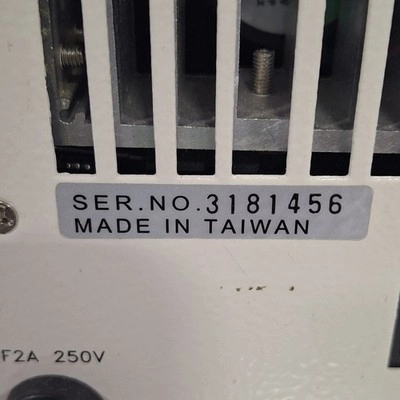 SER.NO.3181456
MADE IN TAIWAN
F2A 250V